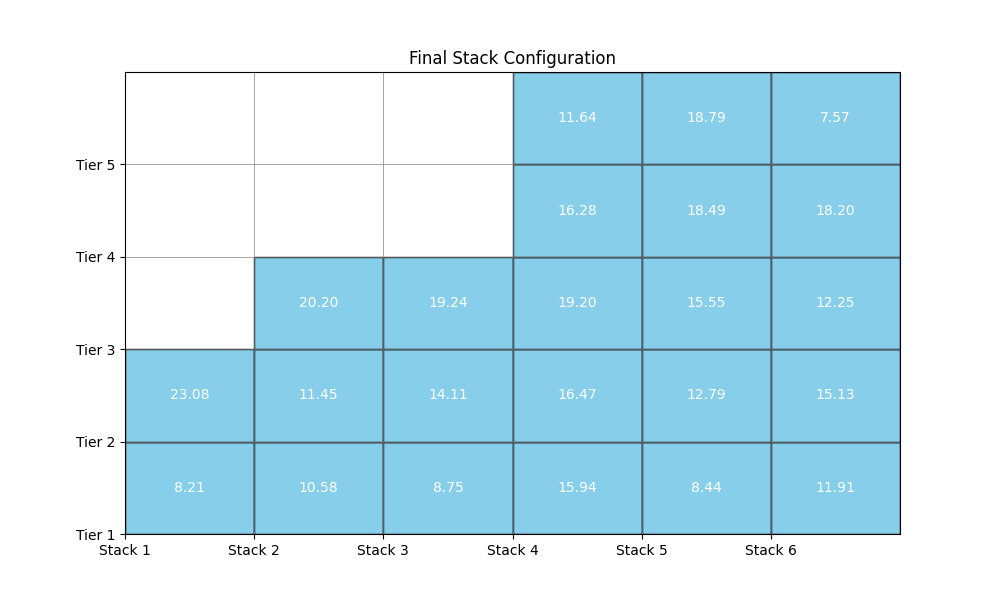 Final Stack Configuration
11.64 18.79 7.57
Tier 5
16.28 18.49 18.20
Tier 4
20.20 19.24 19.20 15.55 12.25
Tier 3
23.08 11.45 14.11 16.47 12.79 15.13
Tier 2
8.21 10.58 8.75 15.94 8.44 11.91
Tier 1
Stack 1 Stack 2 Stack 3 Stack 4 Stack 5 Stack 6